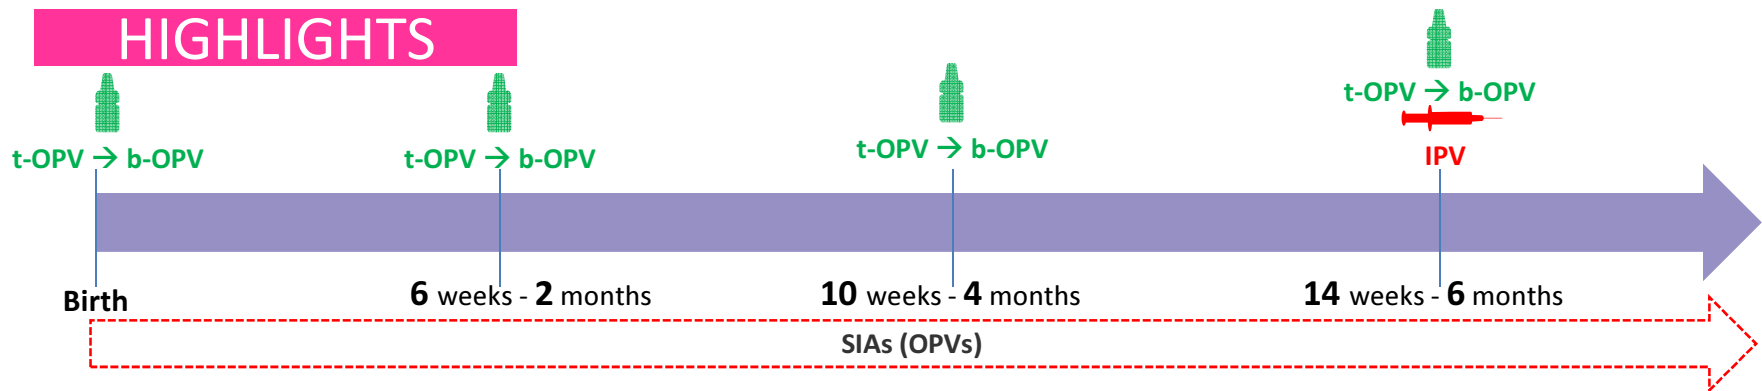 HIGHLIGHTS
t-OPV → b-OPV
t-OPV → b-OPV
t-OPV → b-OPV
t-OPV → b-OPV
IPV
Birth
6 weeks - 2 months
10 weeks - 4 months
14 weeks - 6 months
SIAs (OPVs)